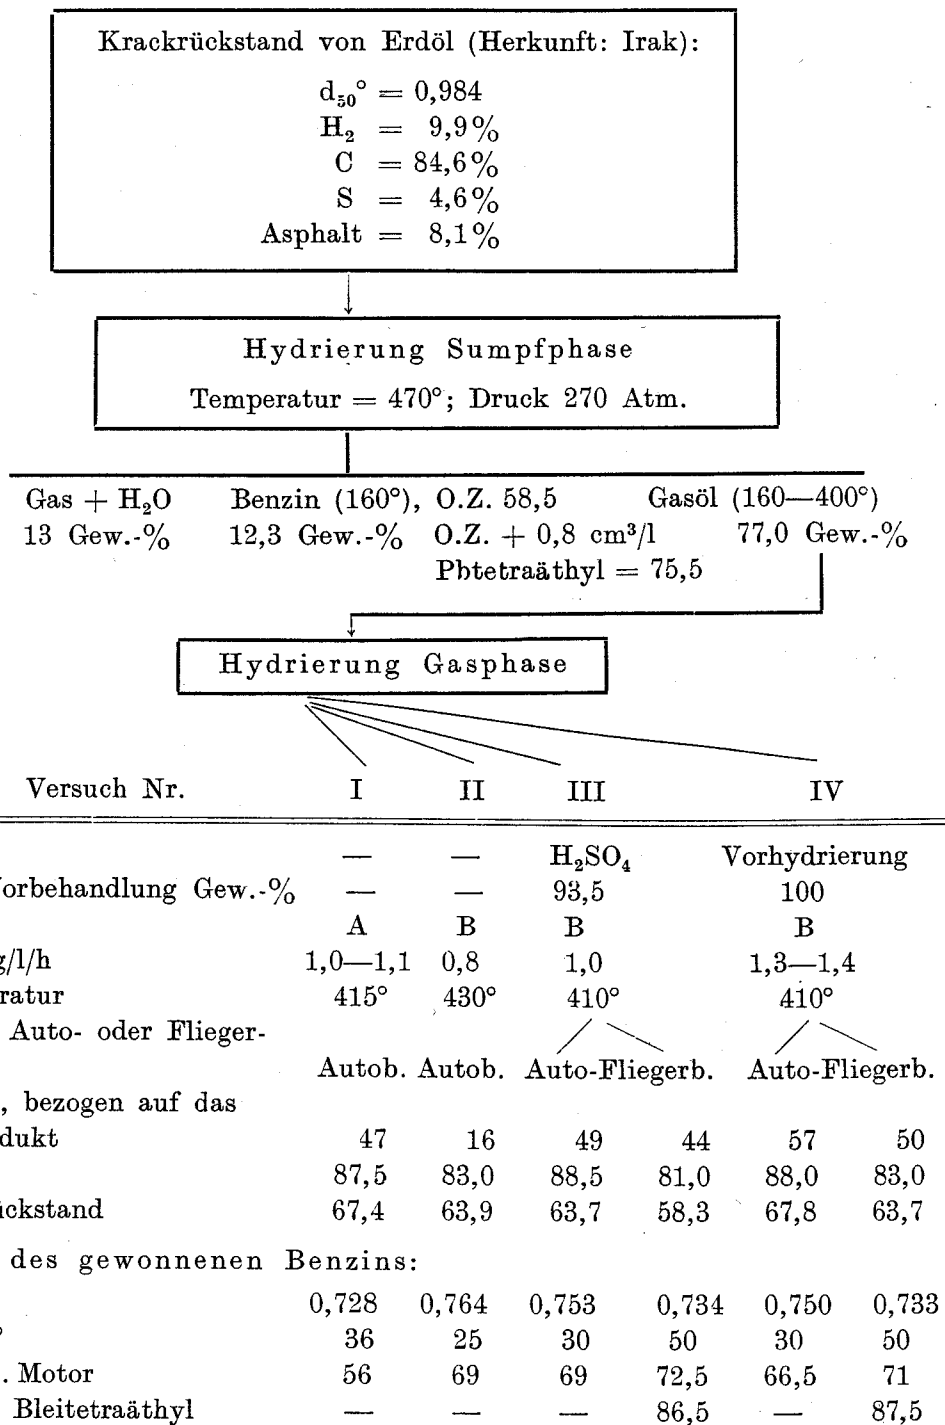 Krackrückstand von Erdöl (Herkunft: Irak):
d₅₀° = 0,984
H₂ = 9,9%
C = 84,6%
S = 4,6%
Asphalt = 8,1%
Hydrierung Sumpfphase
Temperatur = 470°; Druck 270 Atm.
Gas + H₂O Benzin (160°), O.Z. 58,5 Gasöl (160—400°)
13 Gew.-% 12,3 Gew.-% O.Z. + 0,8 cm³/l 77,0 Gew.-%
Pbtetraäthyl = 75,5
Hydrierung Gasphase
Versuch Nr. I II III IV
— — H₂SO₄ Vorhydrierung
Vorbehandlung Gew.-% — — 93,5 100
A B B B
g/l/h 1,0—1,1 0,8 1,0 1,3—1,4
ratur 415° 430° 410° 410°
Auto- oder Flieger-
Autob. Autob. Auto-Fliegerb. Auto-Fliegerb.
, bezogen auf das
dukt 47 16 49 44 57 50
87,5 83,0 88,5 81,0 88,0 83,0
ückstand 67,4 63,9 63,7 58,3 67,8 63,7
des gewonnenen Benzins:
0,728 0,764 0,753 0,734 0,750 0,733
° 36 25 30 50 30 50
. Motor 56 69 69 72,5 66,5 71
Bleitetraäthyl — — — 86,5 — 87,5